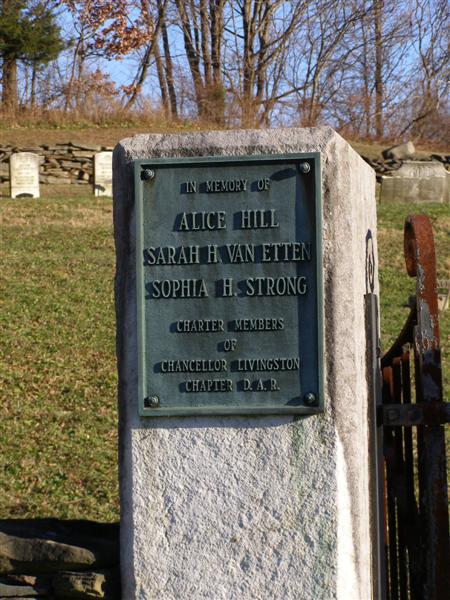 IN MEMORY OF
ALICE HILL
SARAH H. VAN ETTEN
SOPHIA H. STRONG
CHARTER MEMBERS
OF
CHANCELLOR LIVINGSTON
CHAPTER D.A.R.